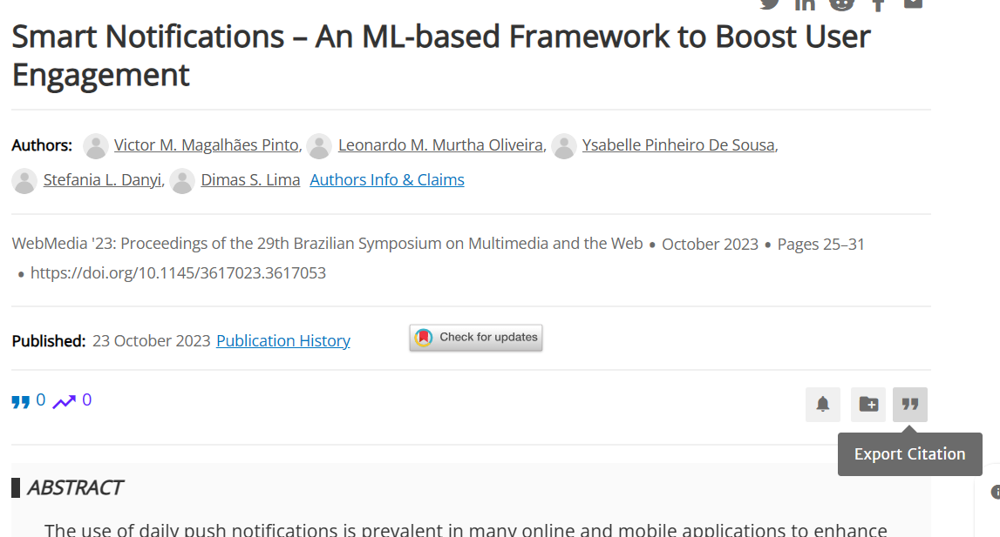 Smart Notifications – An ML-based Framework to Boost User
Engagement
Authors: Victor M. Magalhães Pinto, Leonardo M. Murtha Oliveira, Ysabelle Pinheiro De Sousa,
Stefania L. Danyi, Dimas S. Lima Authors Info & Claims
WebMedia '23: Proceedings of the 29th Brazilian Symposium on Multimedia and the Web • October 2023 • Pages 25–31
• https://doi.org/10.1145/3617023.3617053
Published: 23 October 2023 Publication History Check for updates
0 0
Export Citation
ABSTRACT
The use of daily push notifications is prevalent in many online and mobile applications to enhance